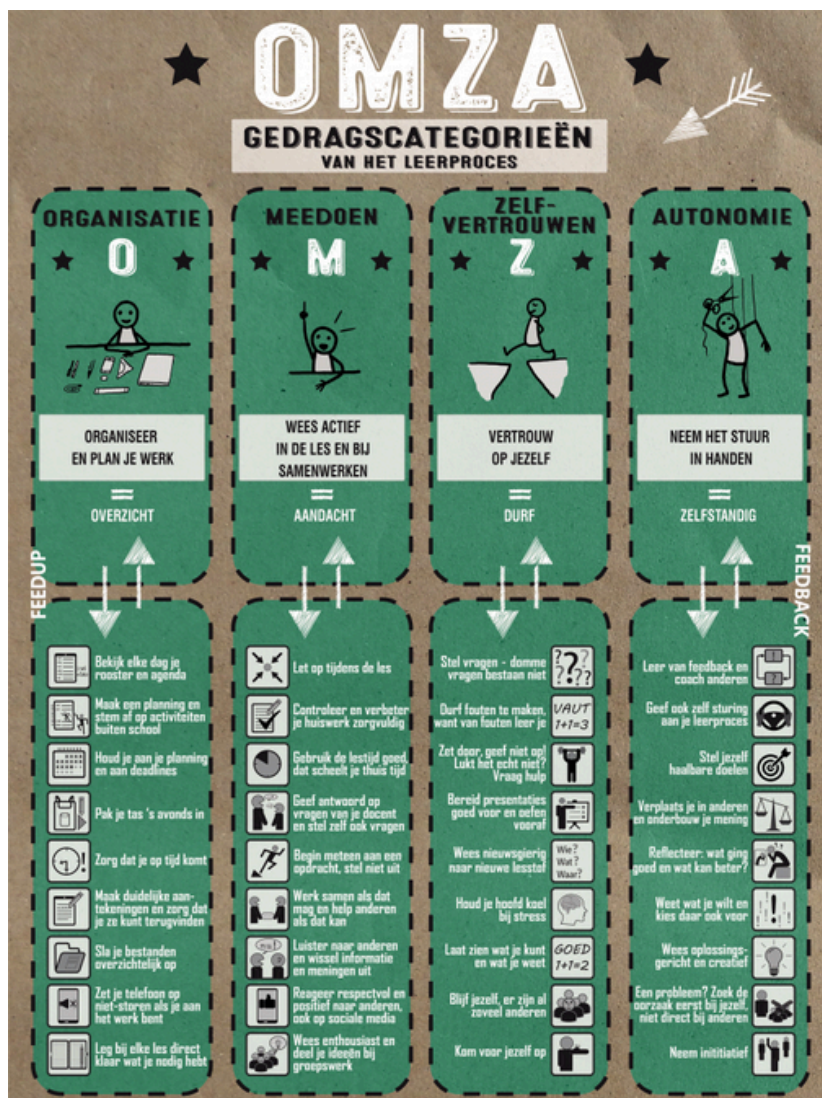 OMZA
GEDRAGSCATEGORIEËN
VAN HET LEERPROCES
ORGANISATIE
O
ORGANISEER
EN PLAN JE WERK
=
OVERZICHT
MEEDOEN
M
WEES ACTIEF
IN DE LES EN BIJ
SAMENWERKEN
=
AANDACHT
ZELF-
VERTROUWEN
Z
VERTROUW
OP JEZELF
=
DURF
AUTONOMIE
A
NEEM HET STUUR
IN HANDEN
=
ZELFSTANDIG
FEEDUP
FEEDBACK
Bekijk elke dag je
rooster en agenda
Maak een planning en
stem af op activiteiten
buiten school
Houd je aan je planning
en aan deadlines
Pak je tas 's avonds in
Zorg dat je op tijd komt
Maak duidelijke aan-
tekeningen en zorg dat
je ze kunt terugvinden
Sla je bestanden
overzichtelijk op
Zet je telefoon op
niet-storen als je aan
het werk bent
Leg bij elke les direct
klaar wat je nodig hebt
Let op tijdens de les
Controleer en verbeter
je huiswerk zorgvuldig
Gebruik de lestijd goed,
dat scheelt je thuis tijd
Geef antwoord op
vragen van je docent
en stel zelf ook vragen
Begin meteen aan een
opdracht, stel niet uit
Werk samen als dat
mag en help anderen
als dat kan
Luister naar anderen
en wissel informatie
en meningen uit
Reageer respectvol en
positief naar anderen,
ook op sociale media
Wees enthousiast en
deel je ideeën bij
groepswerk
Stel vragen - domme
vragen bestaan niet
???
????
Durf fouten te maken,
want van fouten leer je
VAUT
1+1=3
Zet door, geef niet op!
Lukt het echt niet?
Vraag hulp
Bereid presentaties
goed voor en oefen
vooraf
Wees nieuwsgierig
naar nieuwe lesstof
Wie?
Wat?
Waar?
Houd je hoofd koel
bij stress
Laat zien wat je kunt
en wat je weet
GOED
1+1=2
Blijf jezelf, er zijn al
zoveel anderen
Kom voor jezelf op
Leer van feedback en
coach anderen
1
2
Geef ook zelf sturing
aan je leerproces
Stel jezelf
haalbare doelen
Verplaats je in anderen
en onderbouw je mening
Reflecteer: wat ging
goed en wat kan beter?
Weet wat je wilt en
kies daar ook voor
Wees oplossings-
gericht en creatief
Een probleem? Zoek de
oorzaak eerst bij jezelf,
niet direct bij anderen
Neem inititiatief